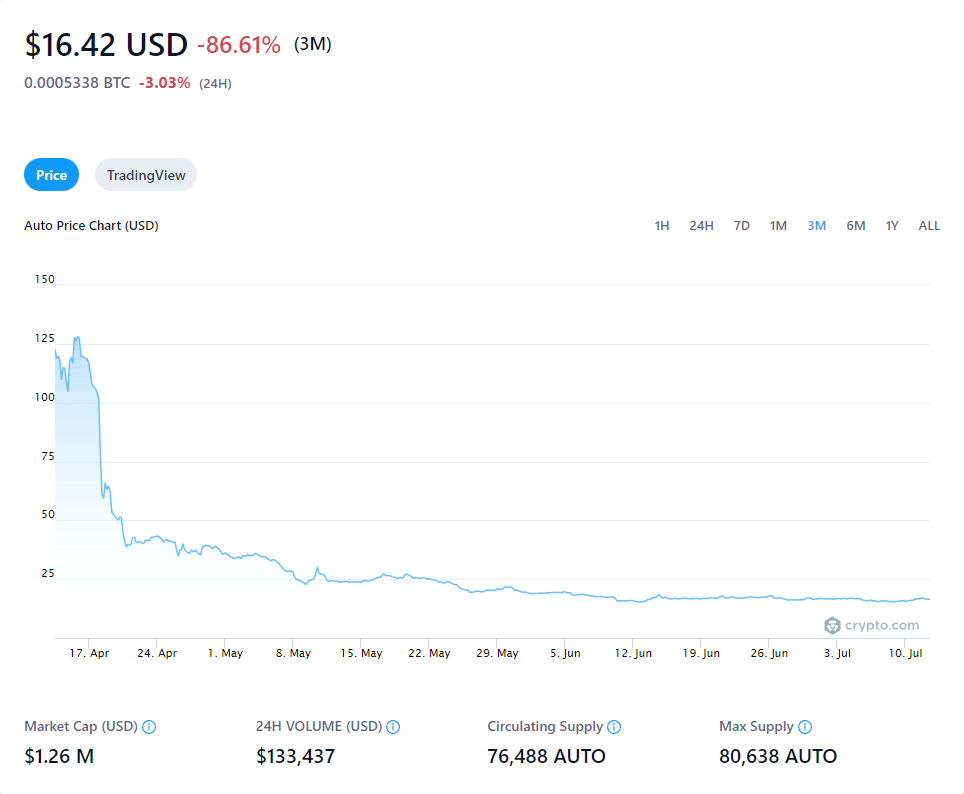 $16.42 USD -86.61% (3M)
0.0005338 BTC -3.03% (24H)
Price TradingView
Auto Price Chart (USD) 1H 24H 7D 1M 3M 6M 1Y ALL
150
125
100
75
50
25
crypto.com
17. Apr 24. Apr 1. May 8. May 15. May 22. May 29. May 5. Jun 12. Jun 19. Jun 26. Jun 3. Jul 10. Jul
Market Cap (USD) 24H VOLUME (USD) Circulating Supply Max Supply
$1.26 M $133,437 76,488 AUTO 80,638 AUTO